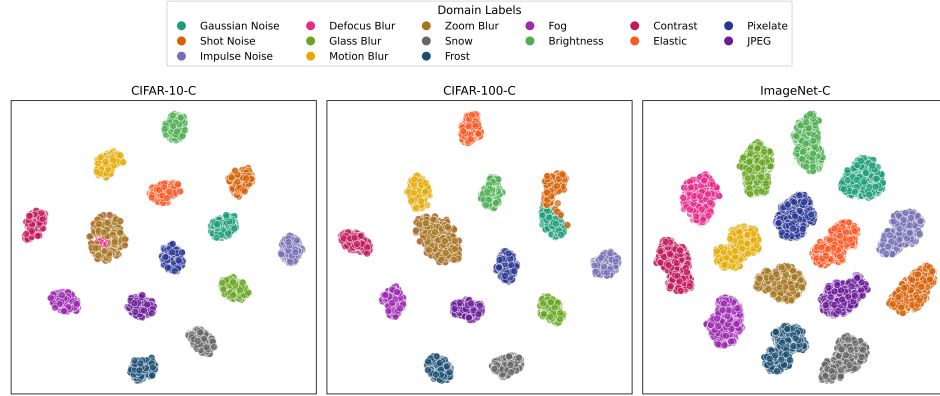 Domain Labels
Gaussian Noise Defocus Blur Zoom Blur Fog Contrast Pixelate
Shot Noise Glass Blur Snow Brightness Elastic JPEG
Impulse Noise Motion Blur Frost
CIFAR-10-C CIFAR-100-C ImageNet-C